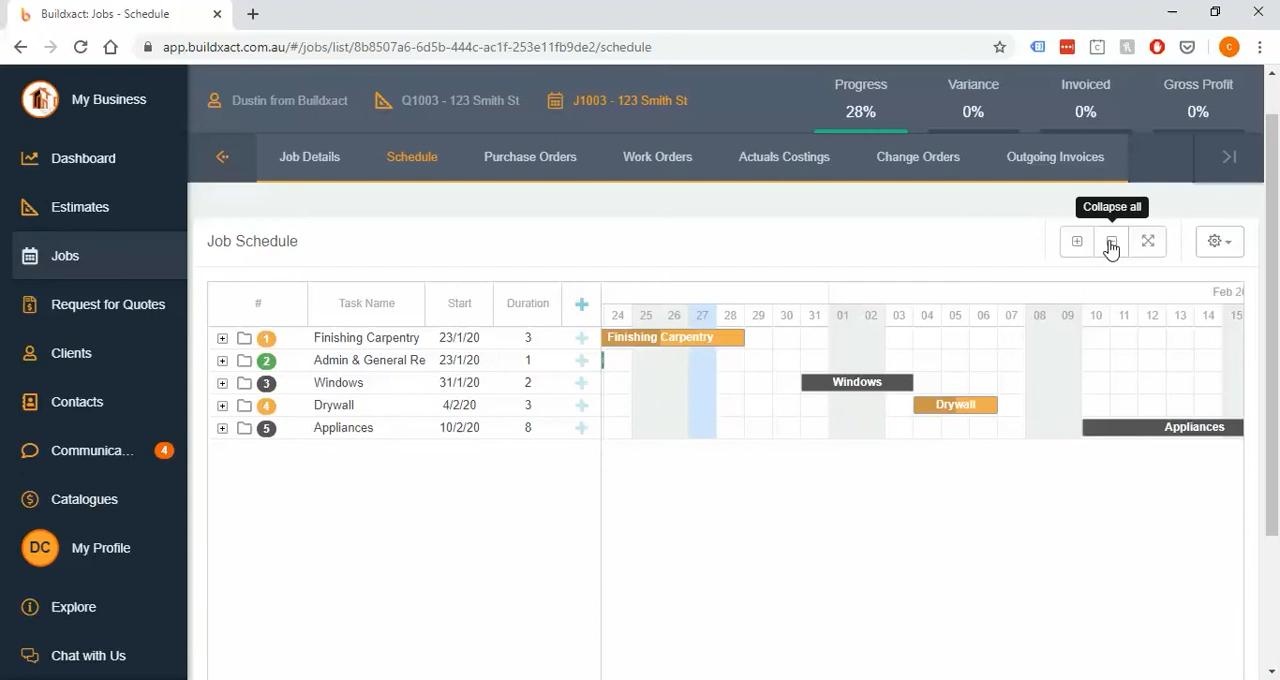 Buildxact: Jobs - Schedule
app.buildxact.com.au/#/jobs/list/8b8507a6-6d5b-444c-ac1f-253e11fb9de2/schedule
My Business
Dashboard
Estimates
Jobs
Request for Quotes
Clients
Contacts
Communica... 4
Catalogues
DC My Profile
Explore
Chat with Us
Dustin from Buildxact Q1003 - 123 Smith St J1003 - 123 Smith St
Progress Variance Invoiced Gross Profit
28% 0% 0% 0%
Job Details Schedule Purchase Orders Work Orders Actuals Costings Change Orders Outgoing Invoices
Collapse all
Job Schedule
# Task Name Start Duration
Feb 20
24 25 26 27 28 29 30 31 01 02 03 04 05 06 07 08 09 10 11 12 13 14 15
1 Finishing Carpentry 23/1/20 3 Finishing Carpentry
2 Admin & General Re 23/1/20 1
3 Windows 31/1/20 2 Windows
4 Drywall 4/2/20 3 Drywall
5 Appliances 10/2/20 8 Appliances